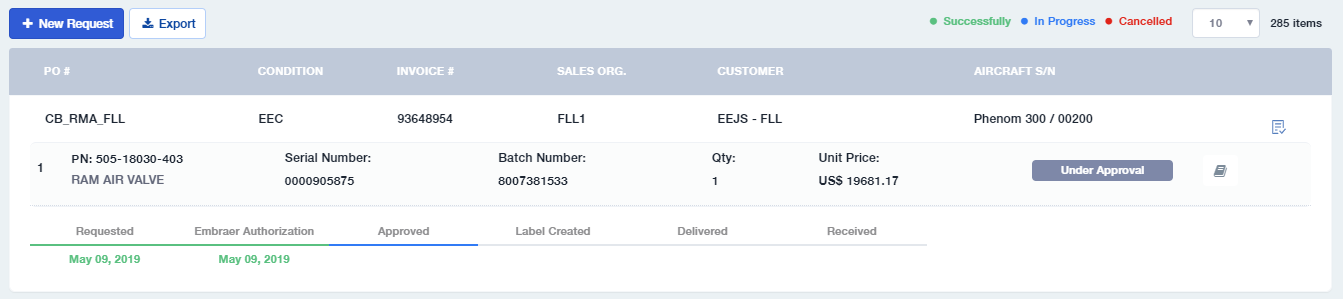 New Request
Export
Successfully In Progress Cancelled
10
285 items
PO # CONDITION INVOICE # SALES ORG. CUSTOMER AIRCRAFT S/N
CB_RMA_FLL EEC 93648954 FLL1 EEJS - FLL Phenom 300 / 00200
1
PN: 505-18030-403 Serial Number: Batch Number: Qty: Unit Price:
RAM AIR VALVE 0000905875 8007381533 1 US$ 19681.17
Under Approval
Requested Embraer Authorization Approved Label Created Delivered Received
May 09, 2019 May 09, 2019